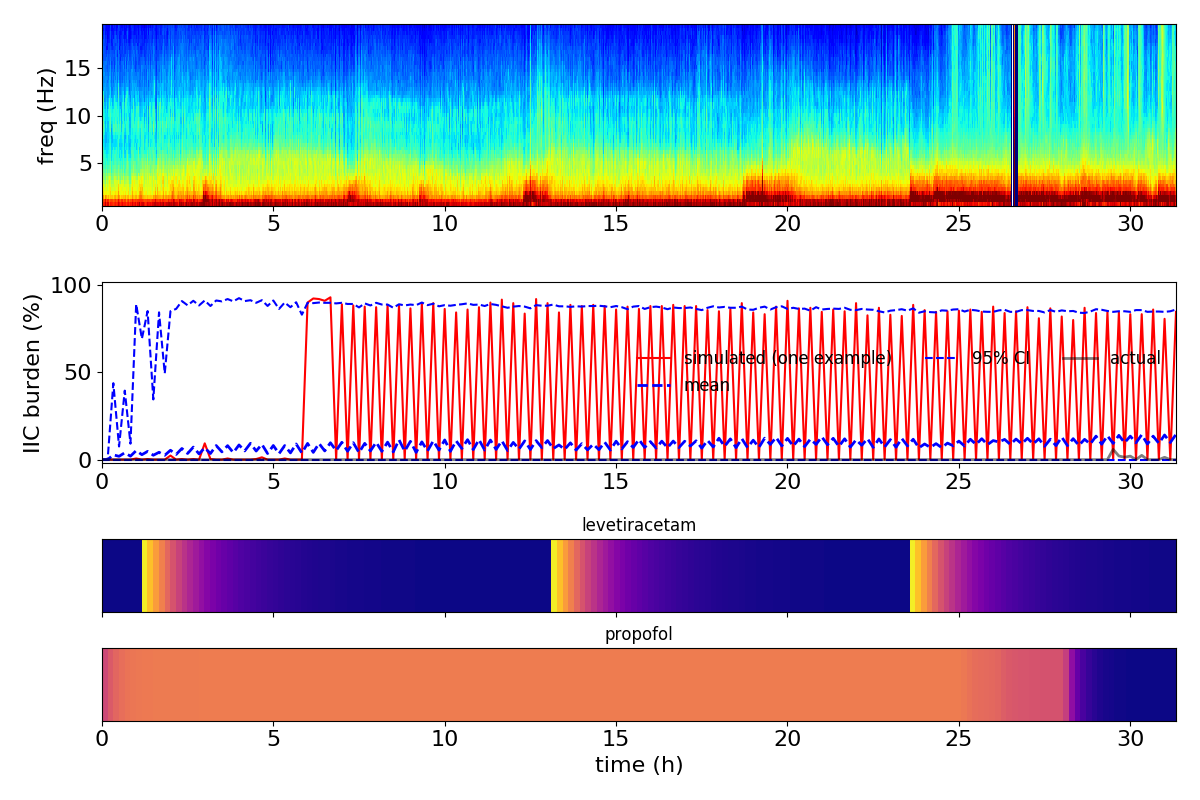 15
10
5
freq (Hz)
0 5 10 15 20 25 30
100
50
0
IIC burden (%)
simulated (one example) 95% CI actual
mean
0 5 10 15 20 25 30
levetiracetam
propofol
0 5 10 15 20 25 30
time (h)